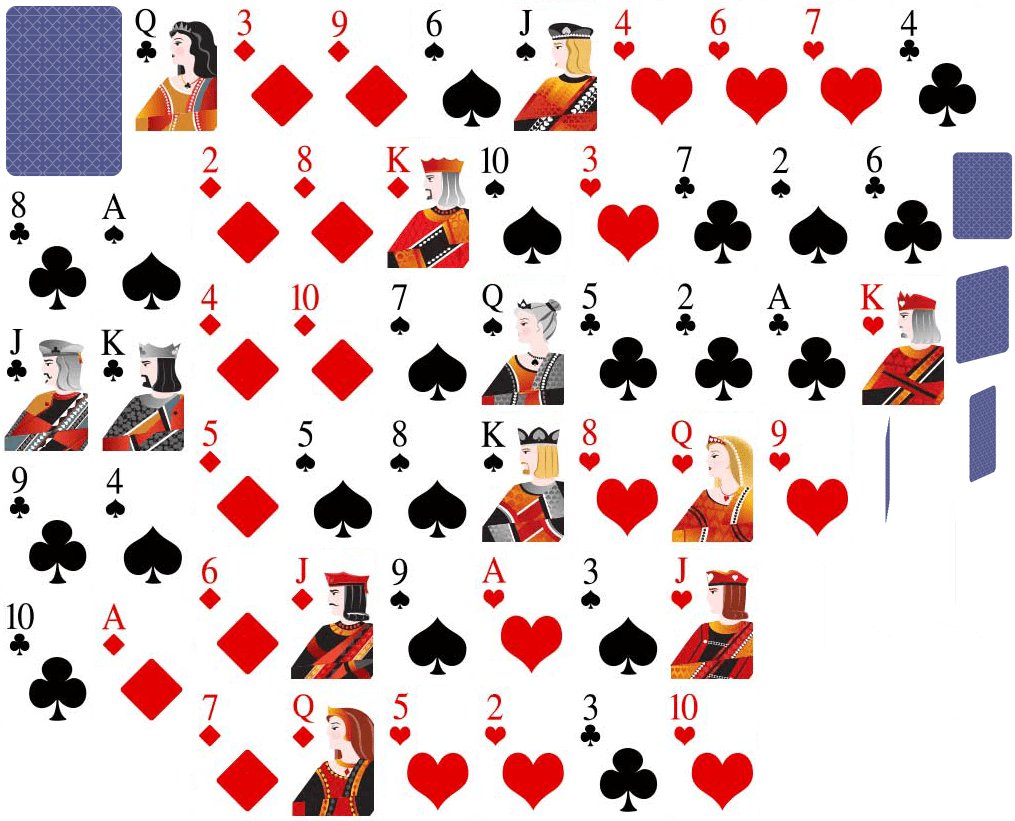 Q 3 9 6 J 4 6 7 4
2 8 K 10 3 7 2 6
8 A
4 10 7 Q 5 2 A K
J K
5 5 8 K 8 Q 9
9 4
6 J 9 A 3 J
10 A
7 Q 5 2 3 10